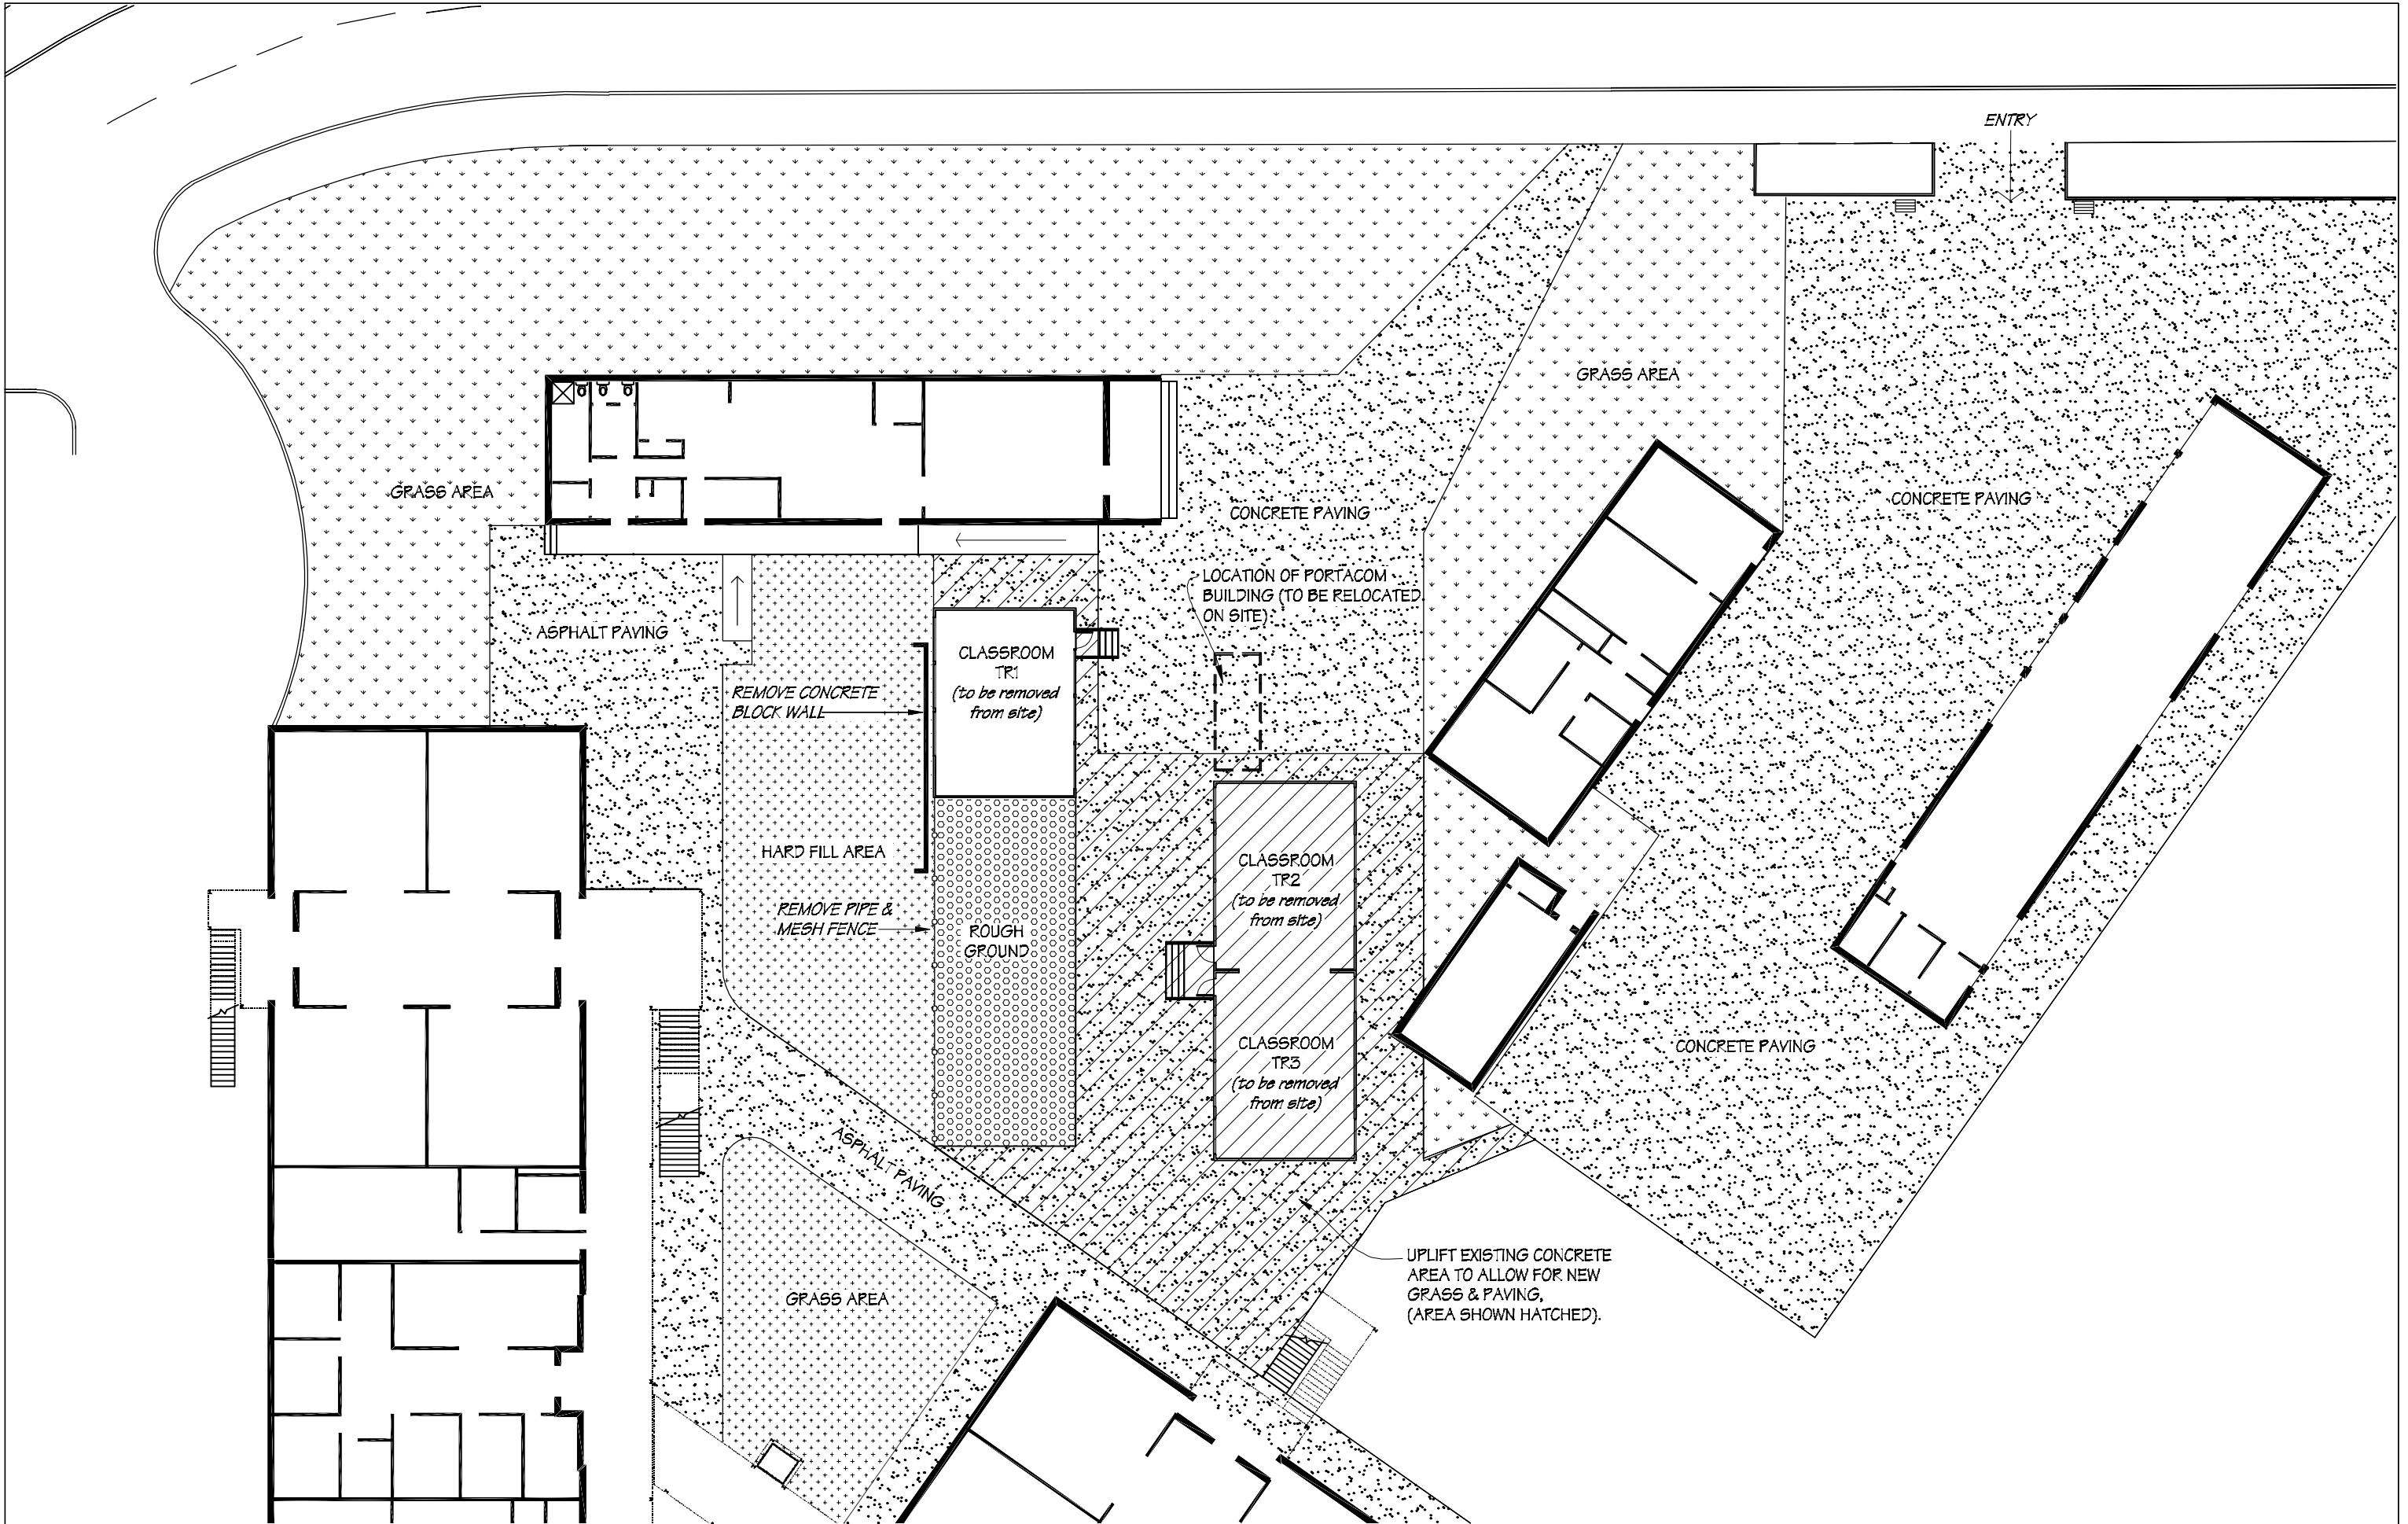 ENTRY
GRASS AREA
GRASS AREA
CONCRETE PAVING
CONCRETE PAVING
LOCATION OF PORTACOM
BUILDING (TO BE RELOCATED
ON SITE)
ASPHALT PAVING
CLASSROOM
TR1
(to be removed
from site)
REMOVE CONCRETE
BLOCK WALL
HARD FILL AREA
REMOVE PIPE &
MESH FENCE
ROUGH
GROUND
CLASSROOM
TR2
(to be removed
from site)
CLASSROOM
TR3
(to be removed
from site)
CONCRETE PAVING
ASPHALT PAVING
GRASS AREA
UPLIFT EXISTING CONCRETE
AREA TO ALLOW FOR NEW
GRASS & PAVING,
(AREA SHOWN HATCHED).